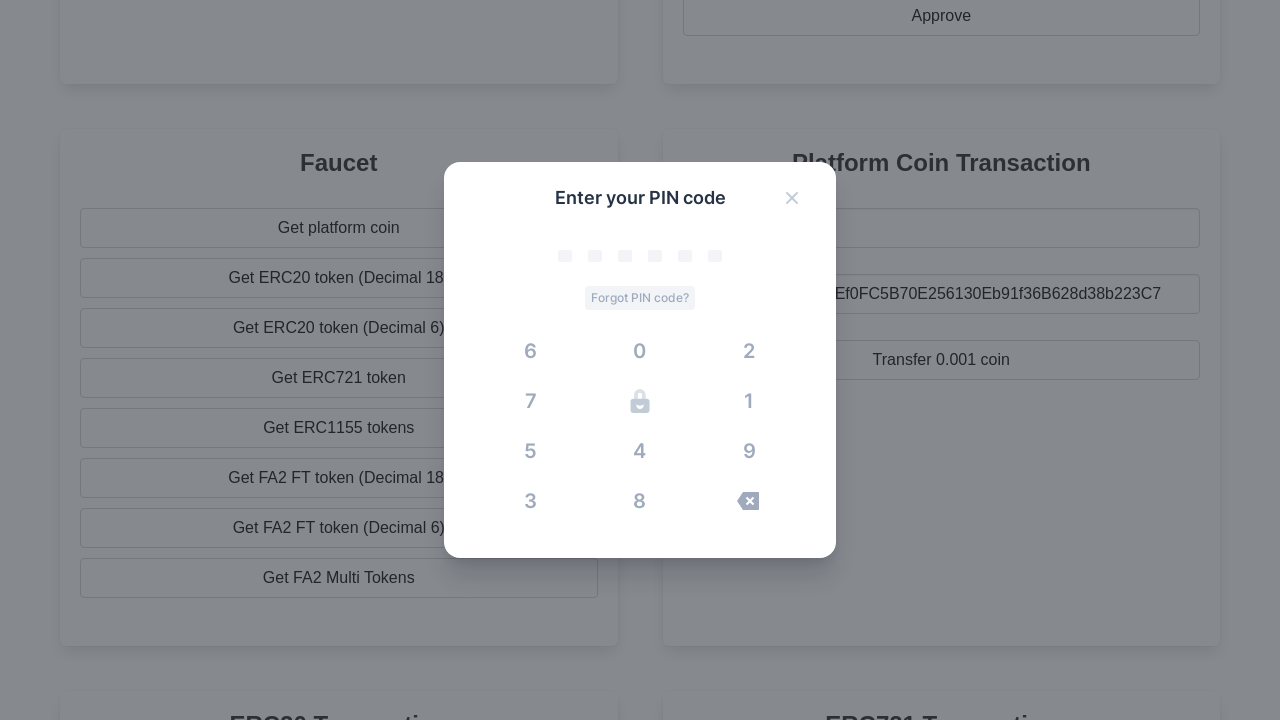 Approve
Faucet
Platform Coin Transaction
Enter your PIN code
Get platform coin
Get ERC20 token (Decimal 18
Ef0FC5B70E256130Eb91f36B628d38b223C7
Forgot PIN code?
Get ERC20 token (Decimal 6)
6 0 2
Transfer 0.001 coin
Get ERC721 token
7 1
Get ERC1155 tokens
5 4 9
Get FA2 FT token (Decimal 18
3 8
Get FA2 FT token (Decimal 6)
Get FA2 Multi Tokens